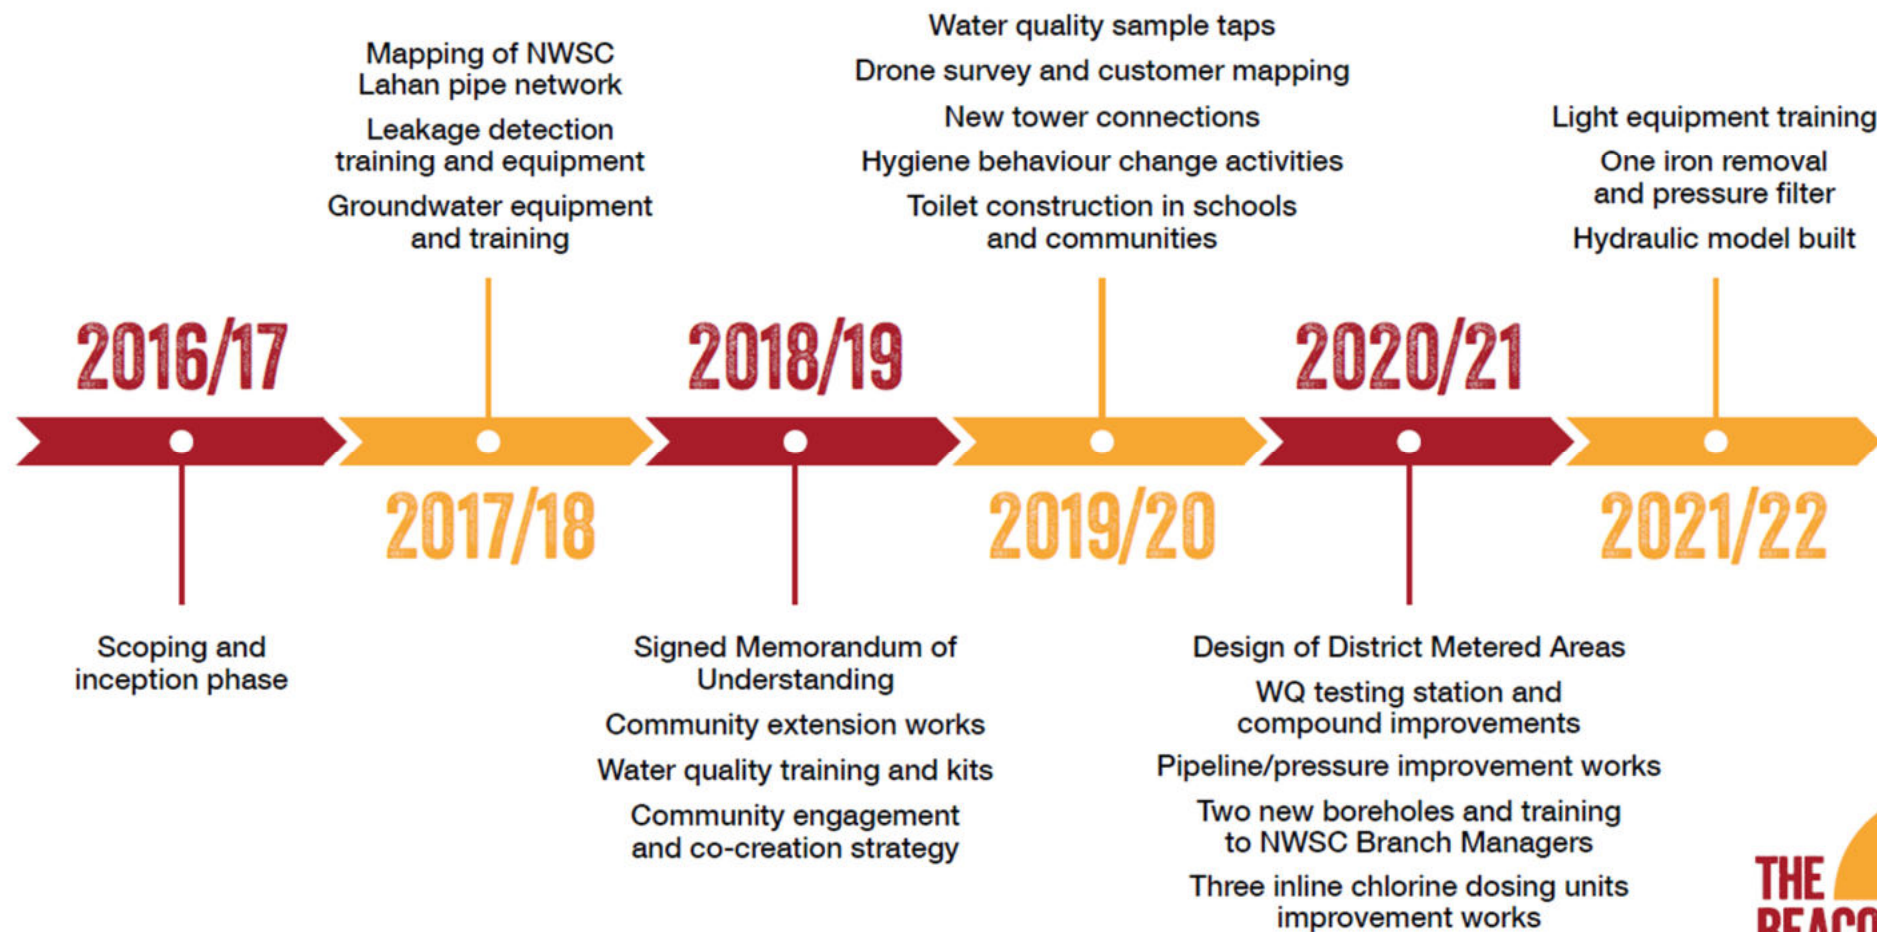 2016/17
Scoping and
inception phase
Mapping of NWSC
Lahan pipe network
Leakage detection
training and equipment
Groundwater equipment
and training
2017/18
2018/19
Signed Memorandum of
Understanding
Community extension works
Water quality training and kits
Community engagement
and co-creation strategy
Water quality sample taps
Drone survey and customer mapping
New tower connections
Hygiene behaviour change activities
Toilet construction in schools
and communities
2019/20
2020/21
Design of District Metered Areas
WQ testing station and
compound improvements
Pipeline/pressure improvement works
Two new boreholes and training
to NWSC Branch Managers
Three inline chlorine dosing units
improvement works
Light equipment training
One iron removal
and pressure filter
Hydraulic model built
2021/22
THE